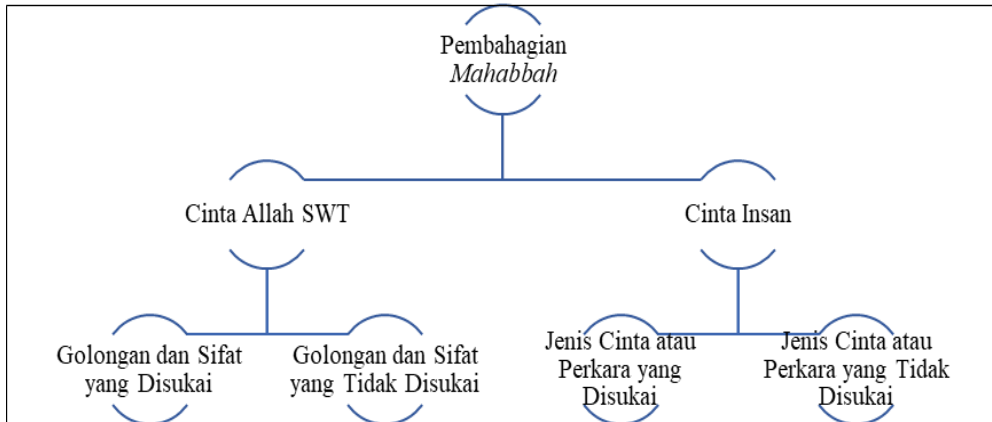 Pembahagian
Mahabbah
Cinta Allah SWT
Cinta Insan
Golongan dan Sifat
yang Disukai
Golongan dan Sifat
yang Tidak Disukai
Jenis Cinta atau
Perkara yang
Disukai
Jenis Cinta atau
Perkara yang Tidak
Disukai